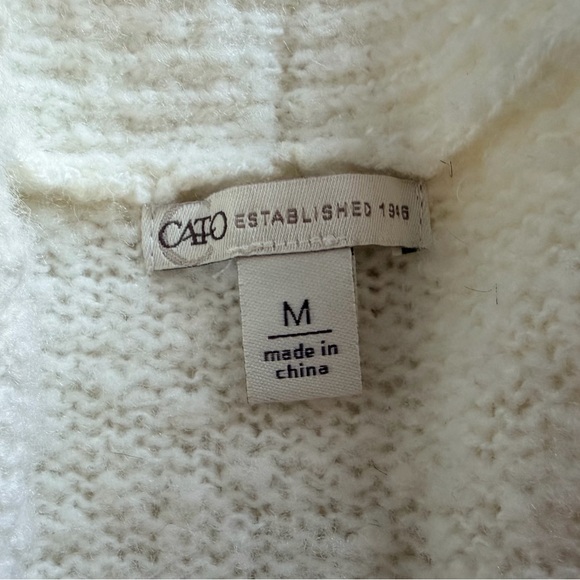 CATO ESTABLISHED 1946
M
made in
china